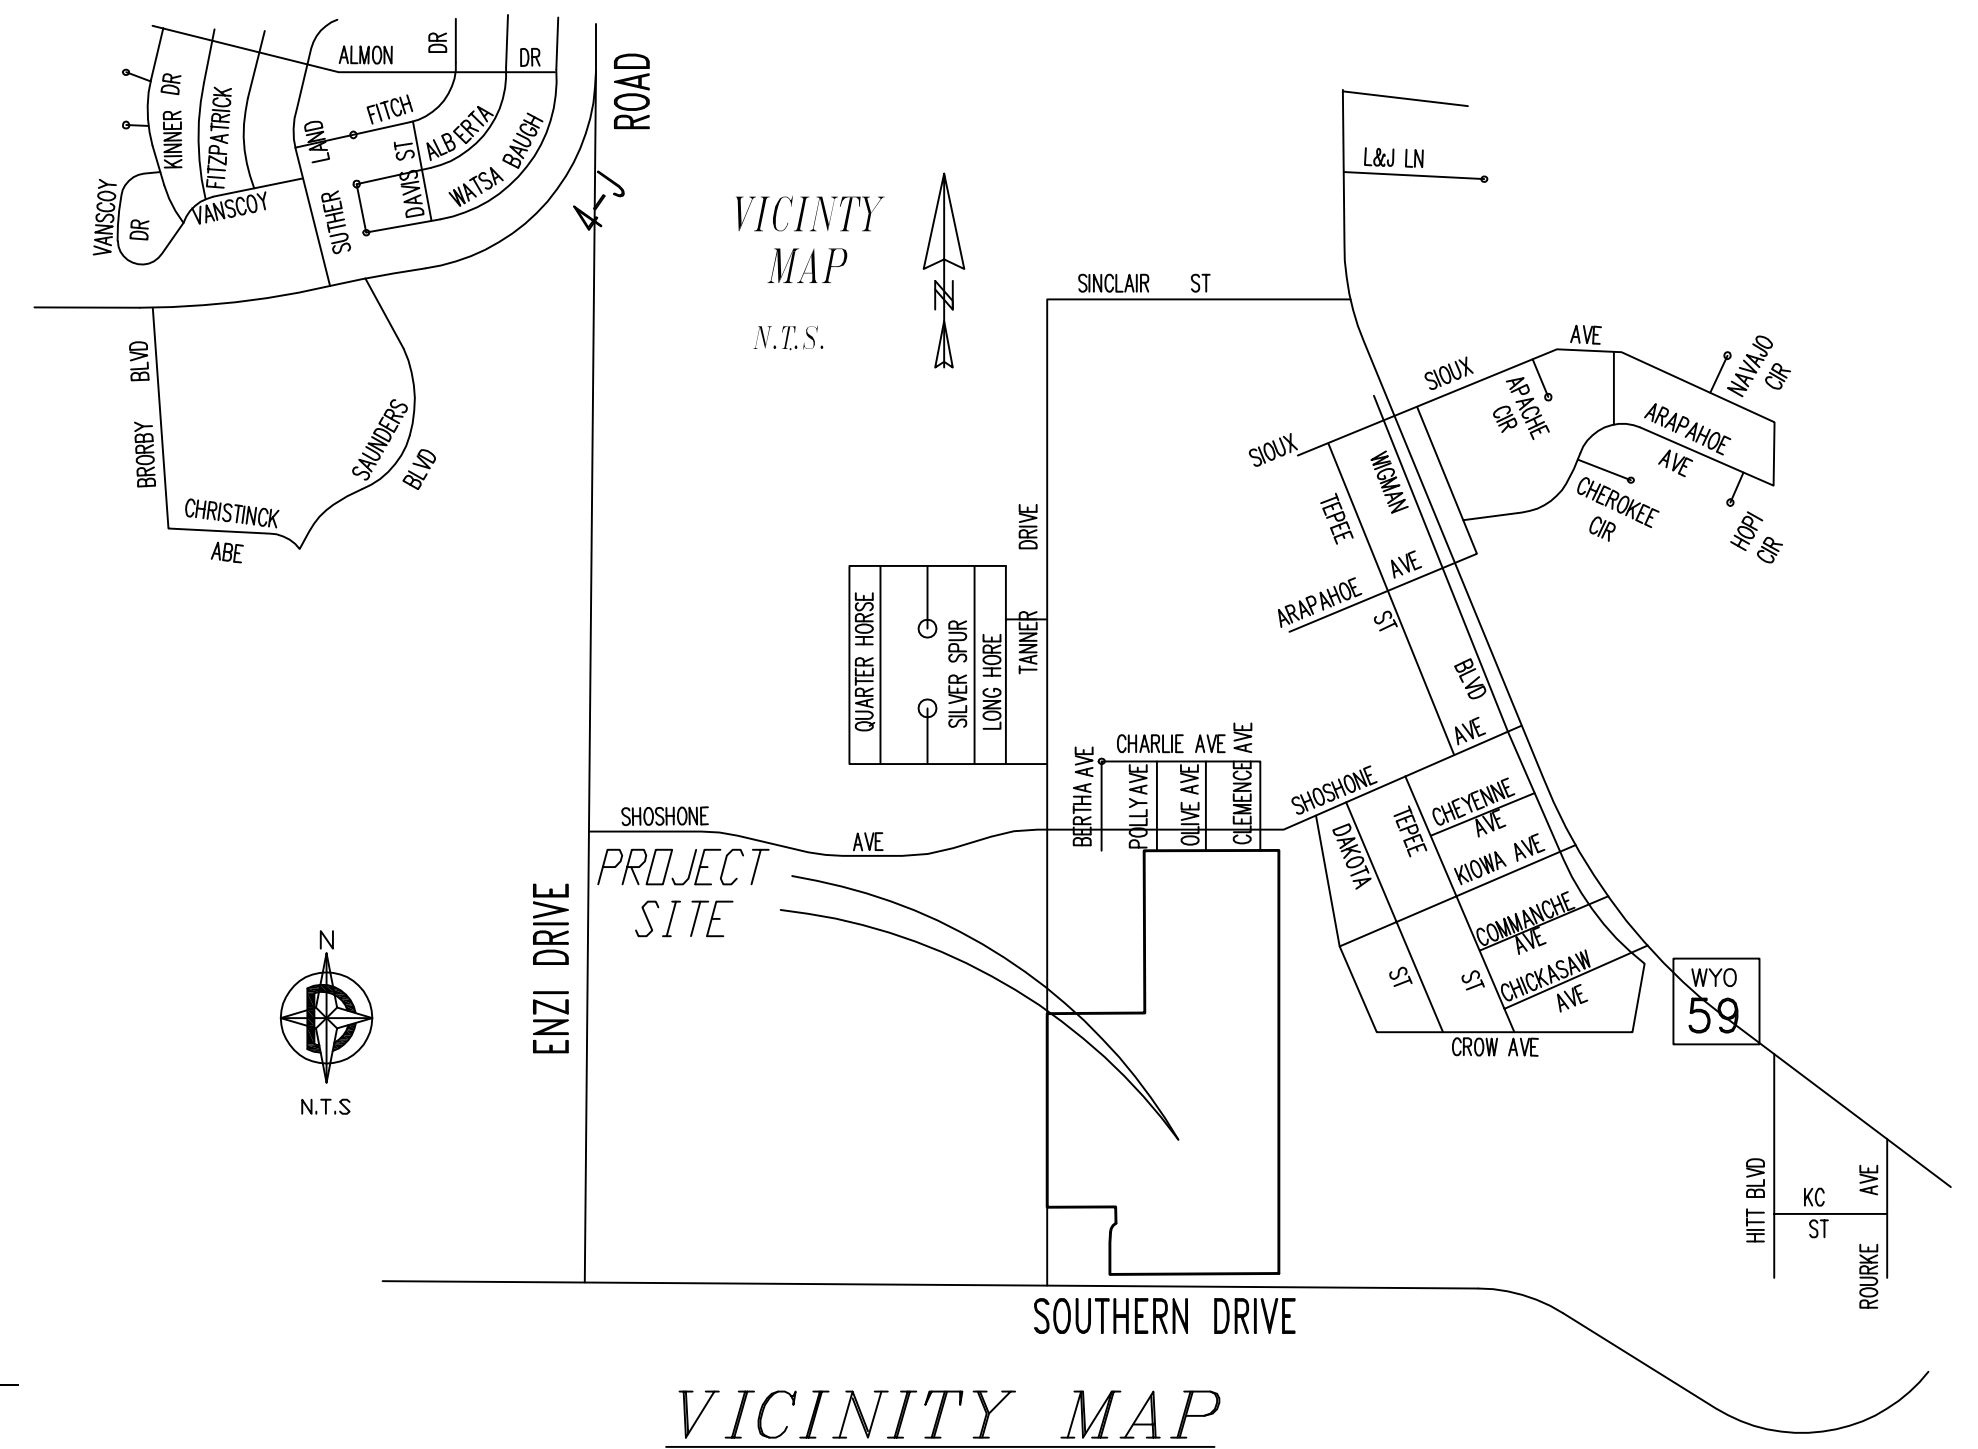 ALMON
DR
DR
ROAD
KINNER DR
FITZPATRICK
FITCH
LAND
ALBERTA
DAVIS ST
WATSA BAUGH
VANSCOY
DR
VANSCOY
SUTHER
4-J
VICINTY
MAP
N.T.S.
N
L&J LN
SINCLAIR ST
BRORBY BLVD
SAUNDERS
BLVD
CHRISTINCK
ABE
SIOUX
SIOUX
AVE
NAVAJO
CIR
APACHE
CIR
ARAPAHOE
AVE
CHEROKEE
CIR
HOPI
CIR
WIGMAN
BLVD
TEPEE
ST
ARAPAHOE AVE
TANNER DRIVE
QUARTER HORSE
SILVER SPUR
LONG HORE
CHARLIE AVE
BERTHA AVE
POLLY AVE
OLIVE AVE
CLEMENCE AVE
SHOSHONE AVE
SHOSHONE
AVE
CHEYENNE
AVE
DAKOTA
ST
TEPEE
ST
KIOWA AVE
COMMANCHE
AVE
CHICKASAW
AVE
CROW AVE
PROJECT
SITE
ENZI DRIVE
N
D
N.T.S
WYO
59
HITT BLVD
KC
ST
ROURKE AVE
SOUTHERN DRIVE
VICINITY MAP